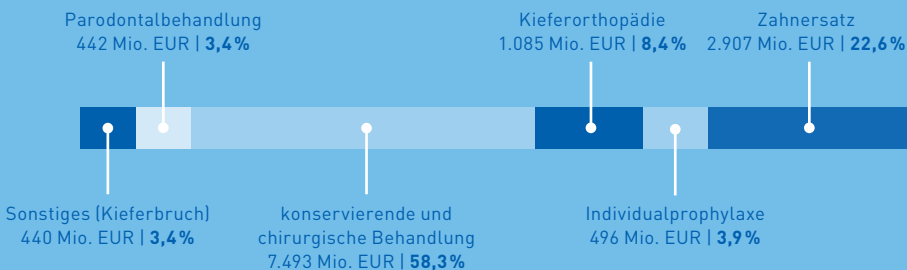 Parodontalbehandlung
442 Mio. EUR | 3,4%
Kieferorthopädie
1.085 Mio. EUR | 8,4%
Zahnersatz
2.907 Mio. EUR | 22,6%
Sonstiges (Kieferbruch)
440 Mio. EUR | 3,4%
konservierende und
chirurgische Behandlung
7.493 Mio. EUR | 58,3%
Individualprophylaxe
496 Mio. EUR | 3,9%